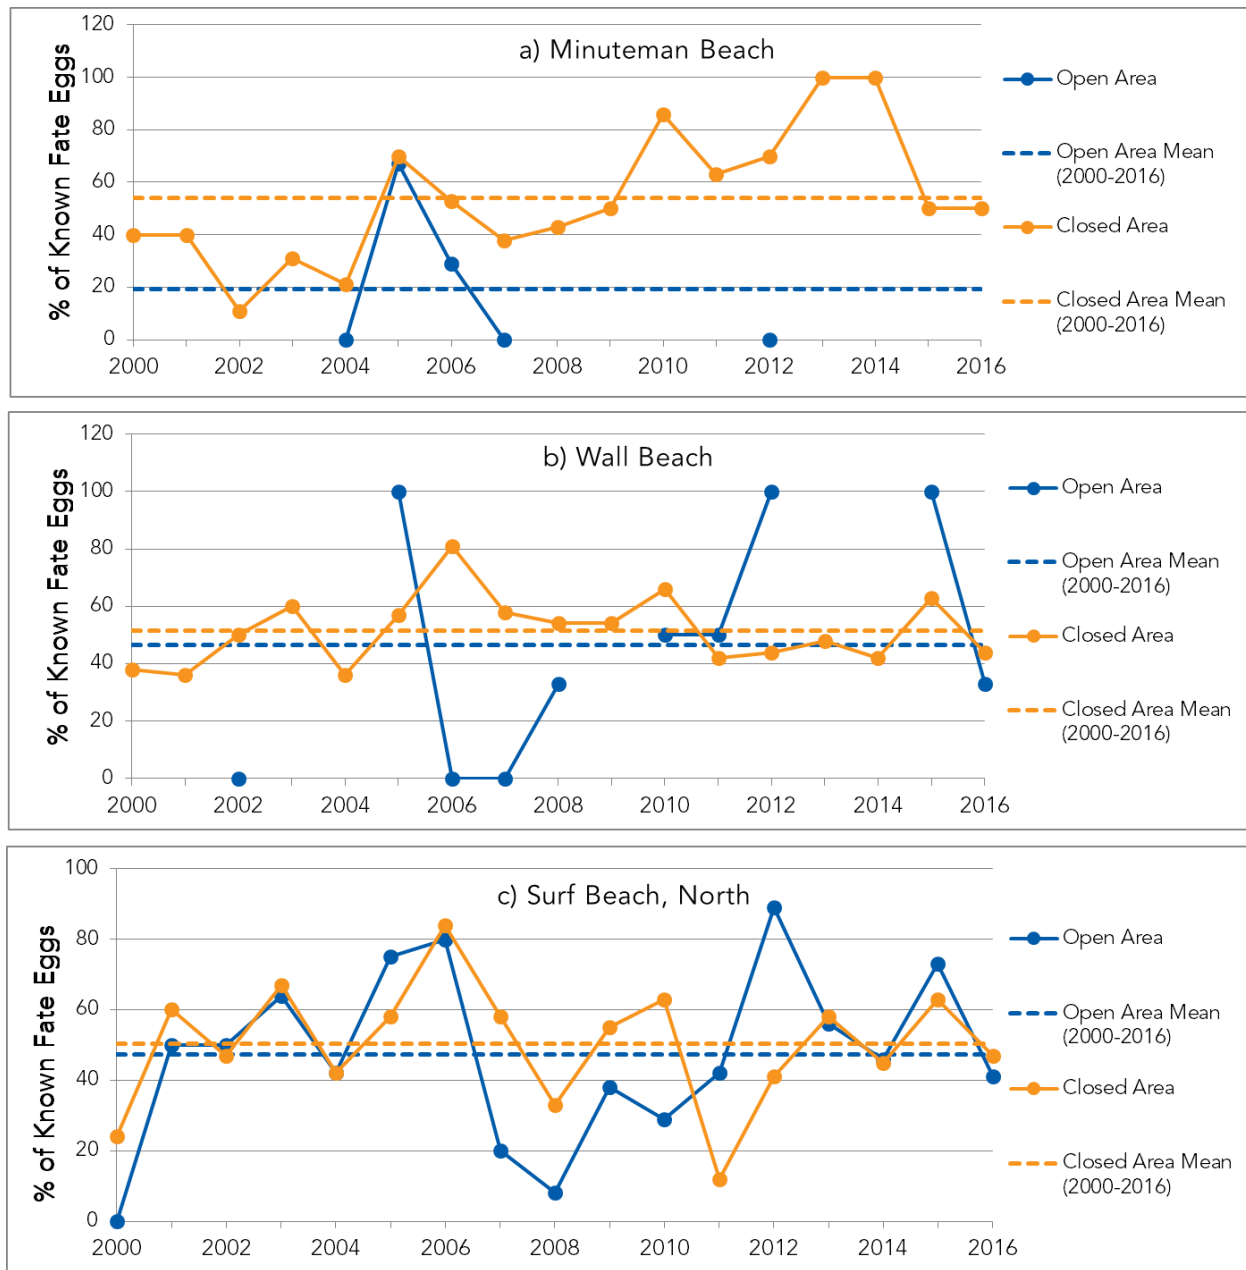 a) Minuteman Beach
% of Known Fate Eggs
120
100
80
60
40
20
0
2000 2002 2004 2006 2008 2010 2012 2014 2016
Open Area
Open Area Mean
(2000-2016)
Closed Area
Closed Area Mean
(2000-2016)
b) Wall Beach
% of Known Fate Eggs
120
100
80
60
40
20
0
2000 2002 2004 2006 2008 2010 2012 2014 2016
Open Area
Open Area Mean
(2000-2016)
Closed Area
Closed Area Mean
(2000-2016)
c) Surf Beach, North
% of Known Fate Eggs
100
80
60
40
20
0
2000 2002 2004 2006 2008 2010 2012 2014 2016
Open Area
Open Area Mean
(2000-2016)
Closed Area
Closed Area Mean
(2000-2016)